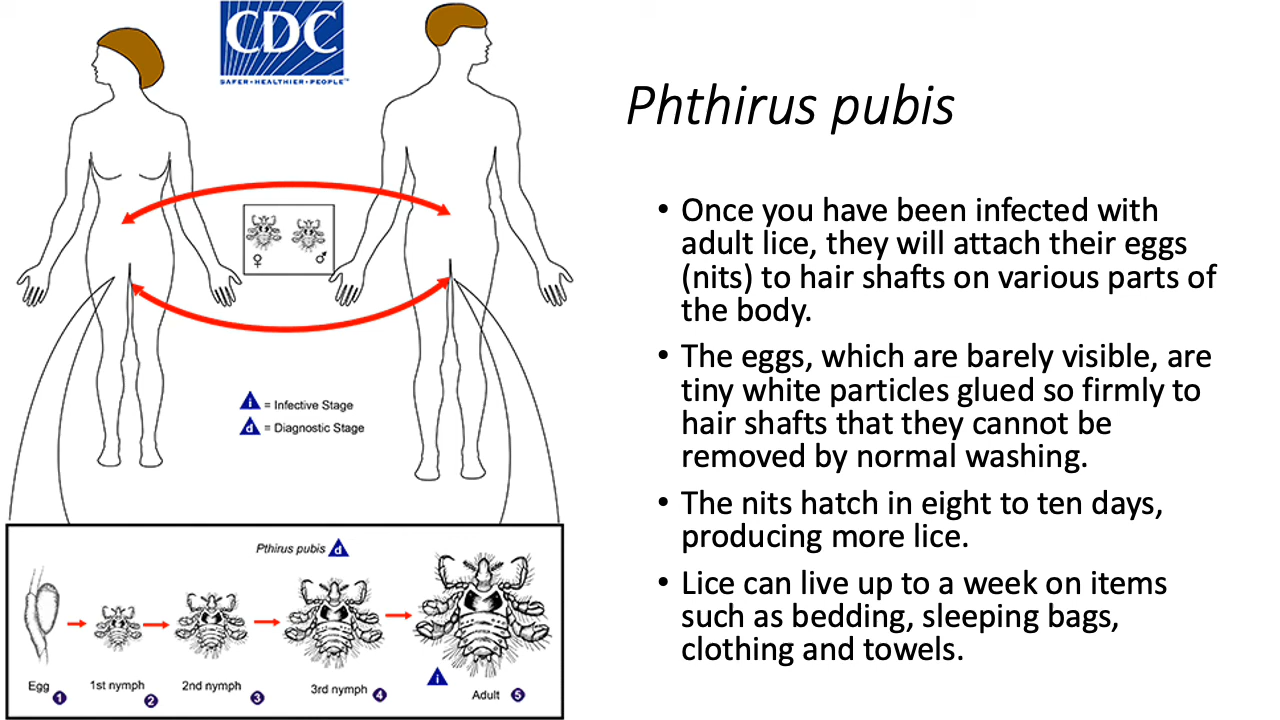 CDC
SAFER • HEALTHIER • PEOPLE™
Phthirus pubis
• Once you have been infected with
adult lice, they will attach their eggs
(nits) to hair shafts on various parts of
the body.
• The eggs, which are barely visible, are
tiny white particles glued so firmly to
hair shafts that they cannot be
removed by normal washing.
• The nits hatch in eight to ten days,
producing more lice.
• Lice can live up to a week on items
such as bedding, sleeping bags,
clothing and towels.
♀ ♂
i = Infective Stage
d = Diagnostic Stage
Pthirus pubis d
i
Egg 1
1st nymph 2
2nd nymph 3
3rd nymph 4
Adult 5